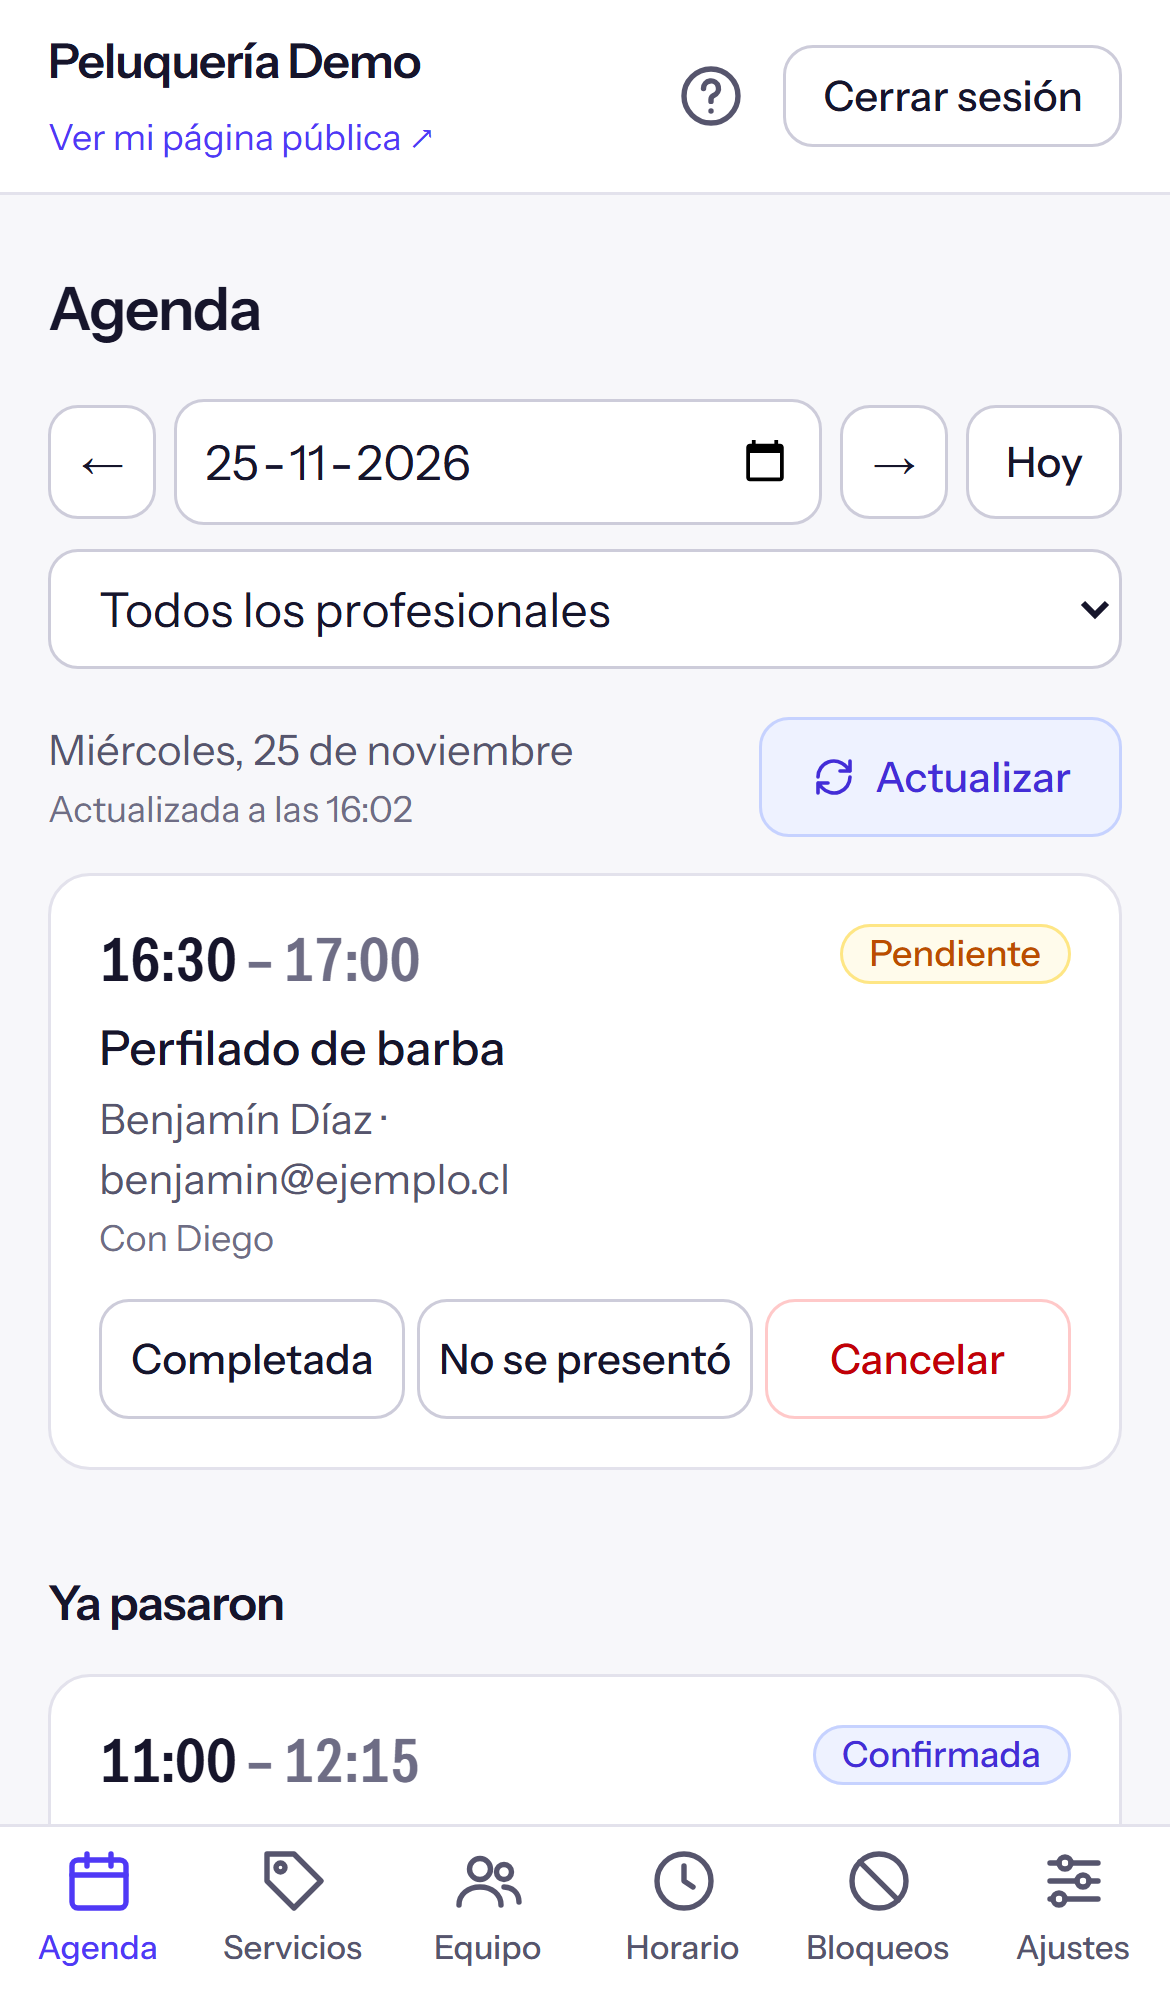 Peluquería Demo
Ver mi página pública ↗
Cerrar sesión
Agenda
←
25-11-2026
→
Hoy
Todos los profesionales
Miércoles, 25 de noviembre
Actualizada a las 16:02
Actualizar
16:30 – 17:00
Pendiente
Perfilado de barba
Benjamín Díaz ·
benjamin@ejemplo.cl
Con Diego
Completada
No se presentó
Cancelar
Ya pasaron
11:00 – 12:15
Confirmada
Agenda
Servicios
Equipo
Horario
Bloqueos
Ajustes